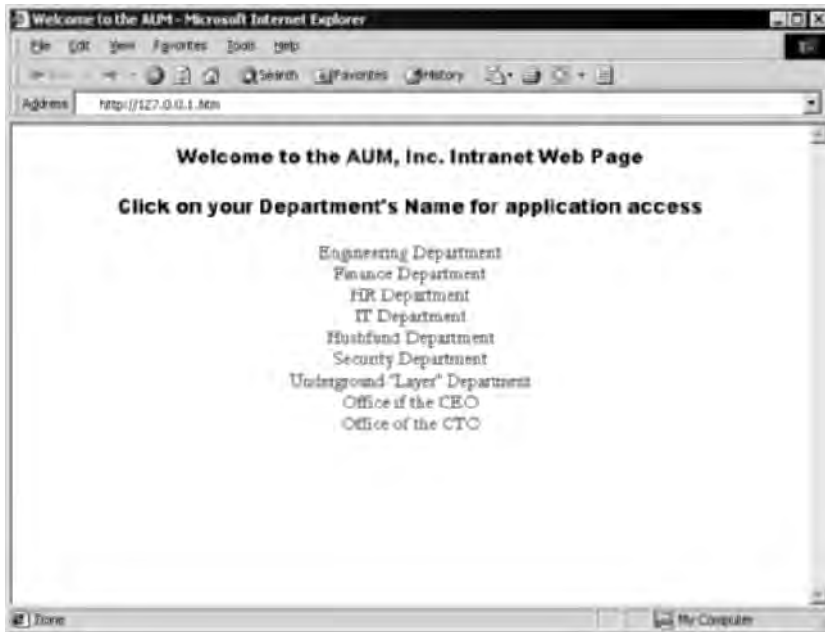 Welcome to the AUM - Microsoft Internet Explorer
File Edit View Favorites Tools Help
Search Favorites History
Address http://127.0.0.1.htm
Welcome to the AUM, Inc. Intranet Web Page
Click on your Department's Name for application access
Engineering Department
Finance Department
HR Department
IT Department
Hushfund Department
Security Department
Underground "Layer" Department
Office if the CEO
Office of the CTO
Done
My Computer